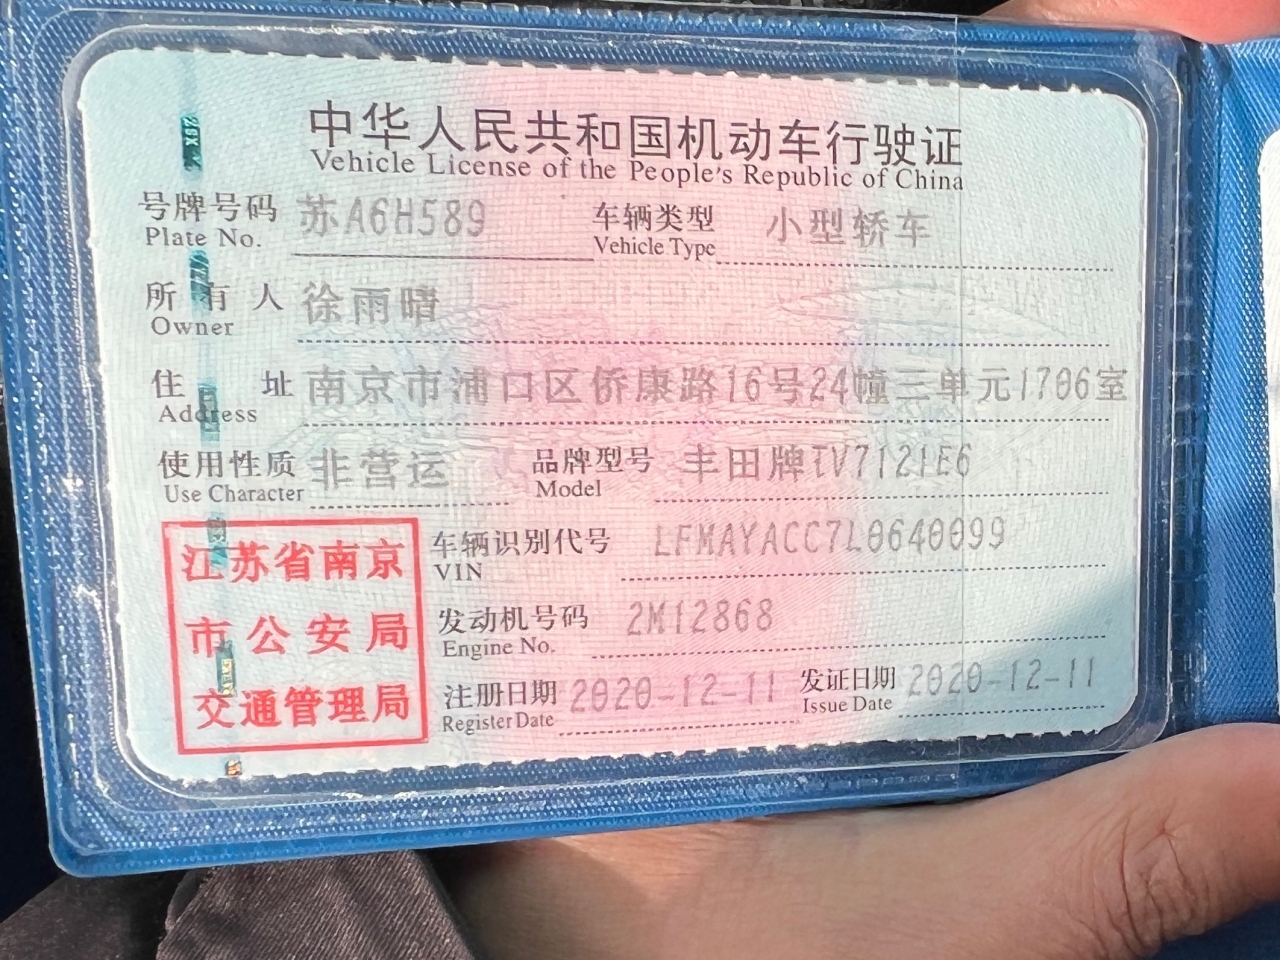 中华人民共和国机动车行驶证
Vehicle License of the People's Republic of China
号牌号码 苏A6H589 车辆类型 小型轿车
Plate No. Vehicle Type
所有人 徐雨晴
Owner
住址 南京市浦口区侨康路16号24幢三单元1706室
Address
使用性质 非营运 品牌型号 丰田牌TV7121E6
Use Character Model
车辆识别代号 LFMAYACC7L0640099
VIN
发动机号码 2M12868
Engine No.
注册日期 2020-12-11 发证日期 2020-12-11
Register Date Issue Date
江苏省南京
市公安局
交通管理局